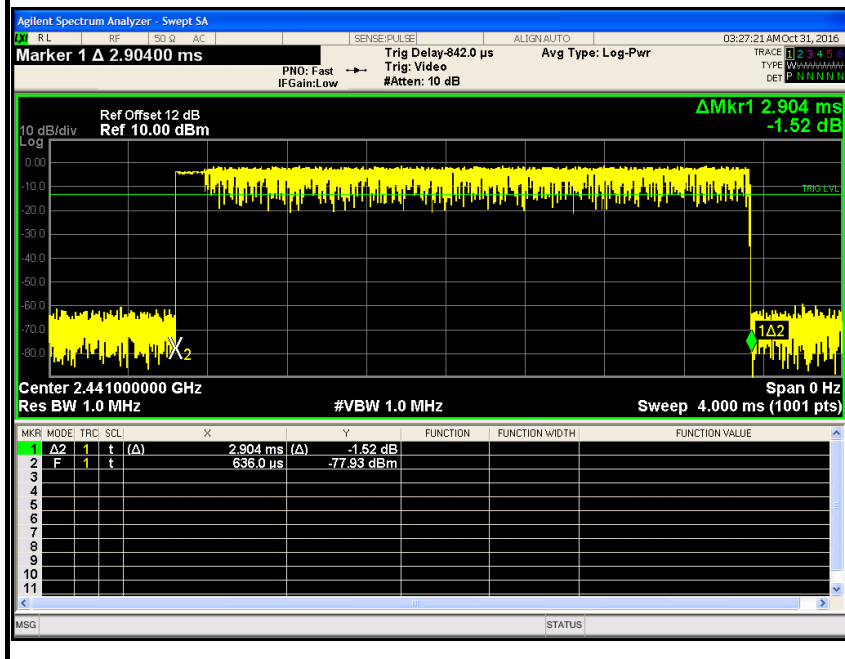 Agilent Spectrum Analyzer - Swept SA
LXI RL RF 50 Ω AC SENSE:PULSE ALIGN AUTO 03:27:21 AM Oct 31, 2016
Marker 1 Δ 2.90400 ms
Trig Delay-842.0 µs Avg Type: Log-Pwr TRACE 1 2 3 4 5 6
PNO: Fast Trig: Video TYPE WWWWWWW
IFGain:Low #Atten: 10 dB DET P N N N N N
ΔMkr1 2.904 ms
-1.52 dB
Ref Offset 12 dB
10 dB/div Ref 10.00 dBm
Log
0.00
-10.0
TRIG LVL
-20.0
-30.0
-40.0
-50.0
-60.0
-70.0
1Δ2
-80.0
X2
Center 2.441000000 GHz Span 0 Hz
Res BW 1.0 MHz #VBW 1.0 MHz Sweep 4.000 ms (1001 pts)
MKR MODE TRC SCL X Y FUNCTION FUNCTION WIDTH FUNCTION VALUE
1 Δ2 1 t (Δ) 2.904 ms (Δ) -1.52 dB
2 F 1 t 636.0 µs -77.93 dBm
3
4
5
6
7
8
9
10
11
MSG STATUS